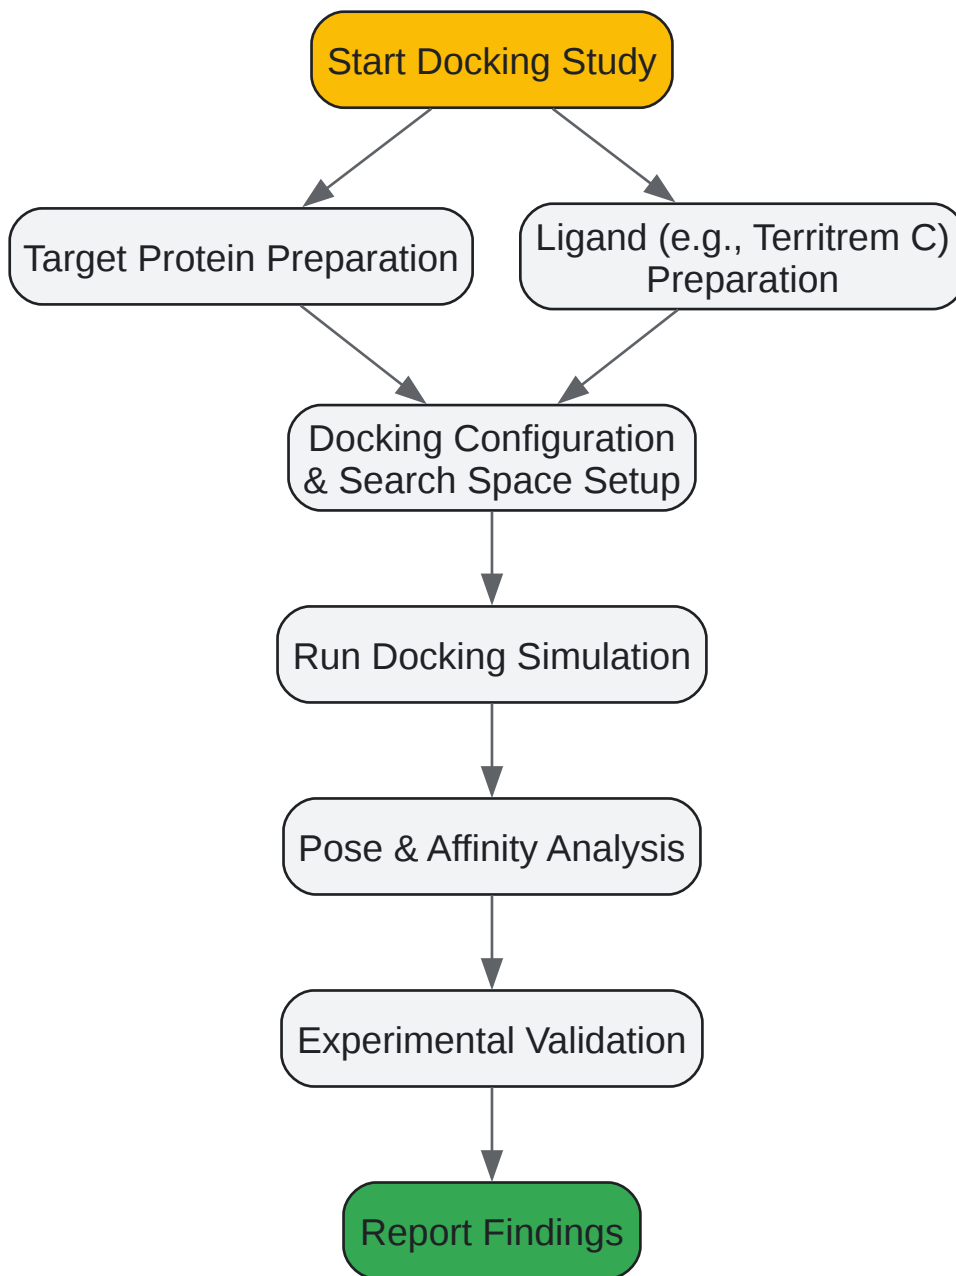 Start Docking Study
Target Protein Preparation
Ligand (e.g., Territrem C)
Preparation
Docking Configuration
& Search Space Setup
Run Docking Simulation
Pose & Affinity Analysis
Experimental Validation
Report Findings